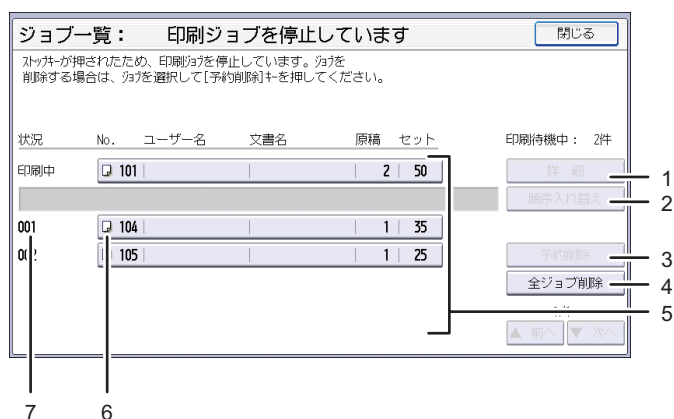 ジョブ一覧： 印刷ジョブを停止しています 閉じる
ｽﾄｯﾌﾟｷｰが押されたため、印刷ｼﾞｮﾌﾞを停止しています。ｼﾞｮﾌﾞを
削除する場合は、ｼﾞｮﾌﾞを選択して[予約削除]ｷｰを押してください。
状況 No. ユーザー名 文書名 原稿 セット 印刷待機中： 2件
印刷中 101 2 50 詳 細 1
順序入れ替え 2
001 104 1 35
002 105 1 25 予約削除 3
全ジョブ削除 4
5
1/1
▲ 前へ ▼ 次へ
7 6